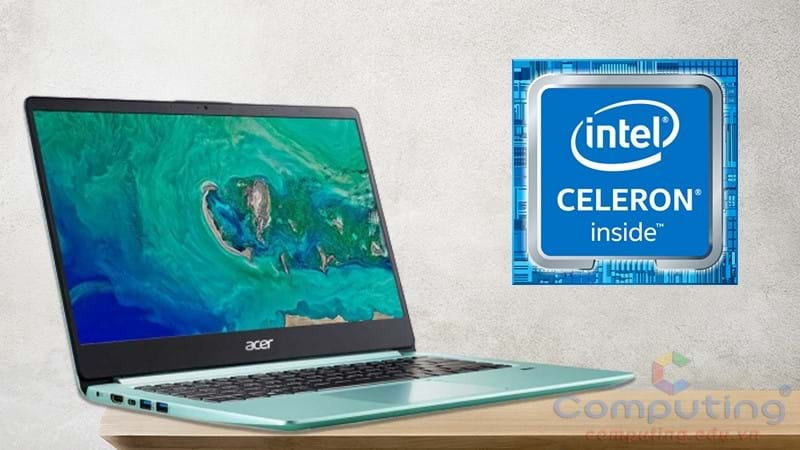 acer
intel®
CELERON®
inside™
Computing®
computing.edu.vn